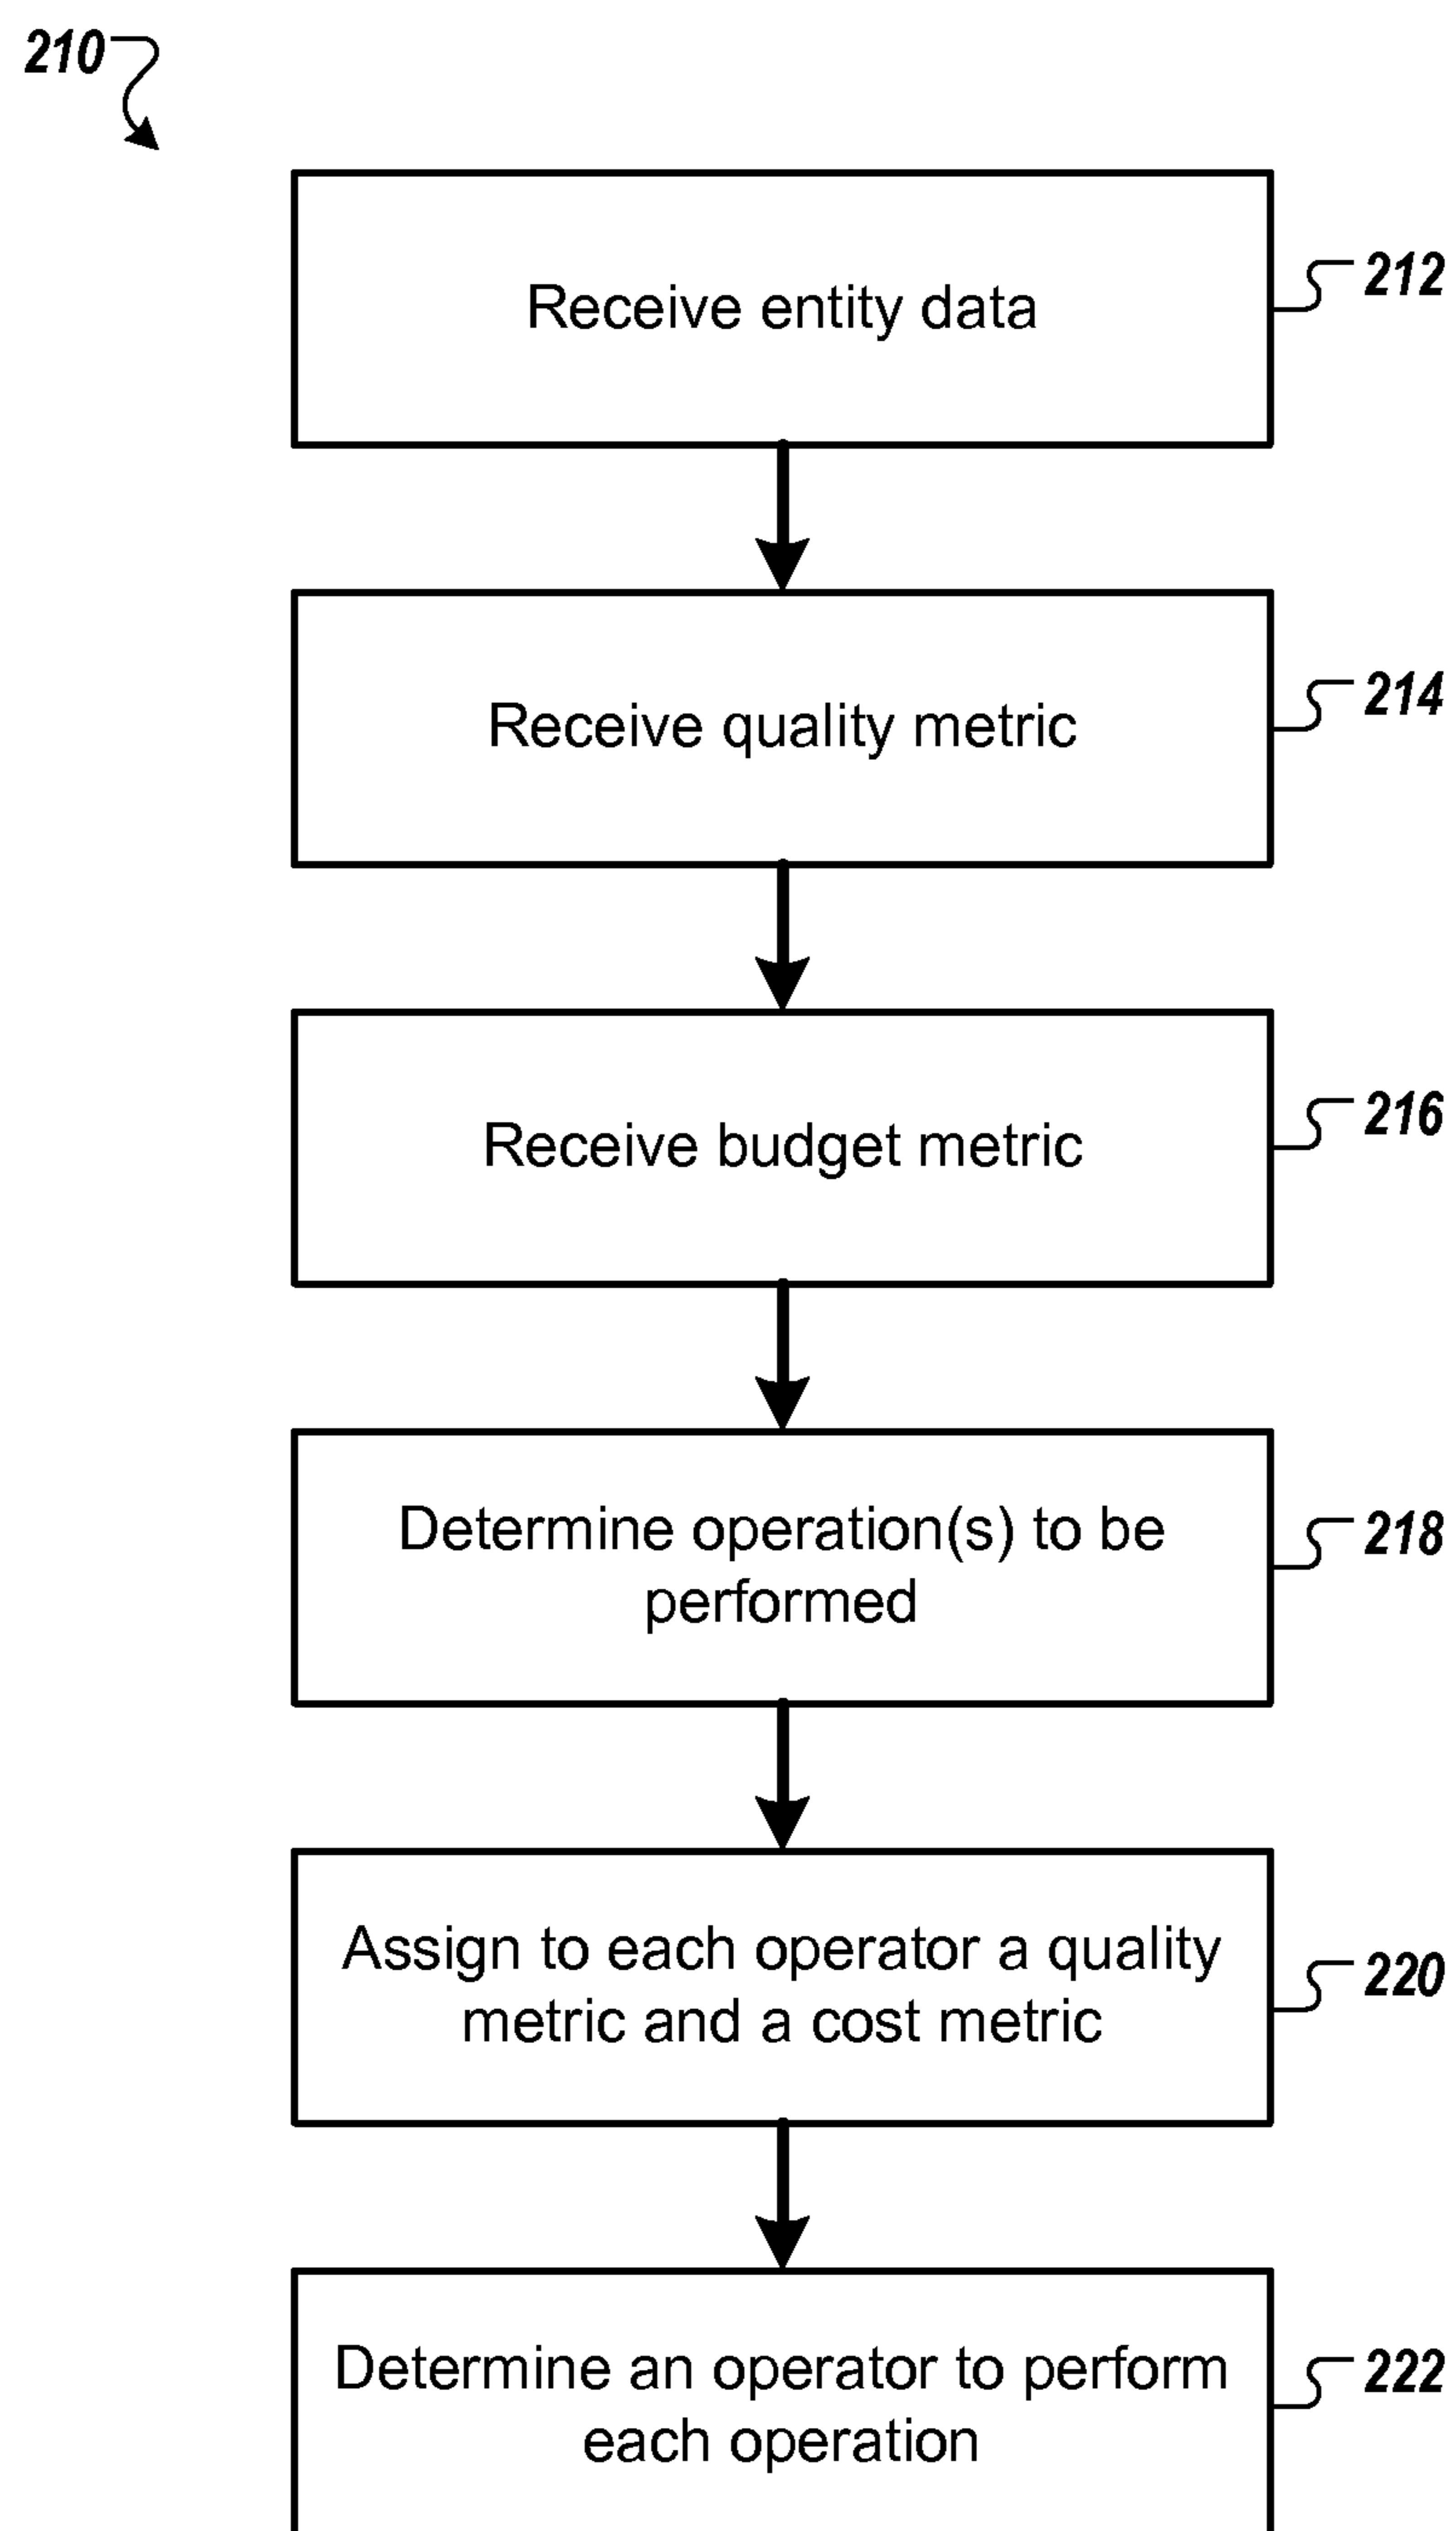 210
Receive entity data
212
Receive quality metric
214
Receive budget metric
216
Determine operation(s) to be
performed
218
Assign to each operator a quality
metric and a cost metric
220
Determine an operator to perform
each operation
222